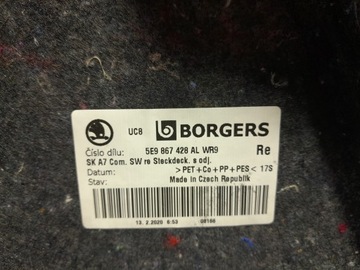 UC8 BORGERS
Číslo dílu: 5E9 867 428 AL WR9 Re
SK A7 Com. SW re Steckdeck. s odj.
Datum: >PET+Co+PP+PES< 17S
Stav: Made in Czech Republik
13. 2. 2020 6:53 00166